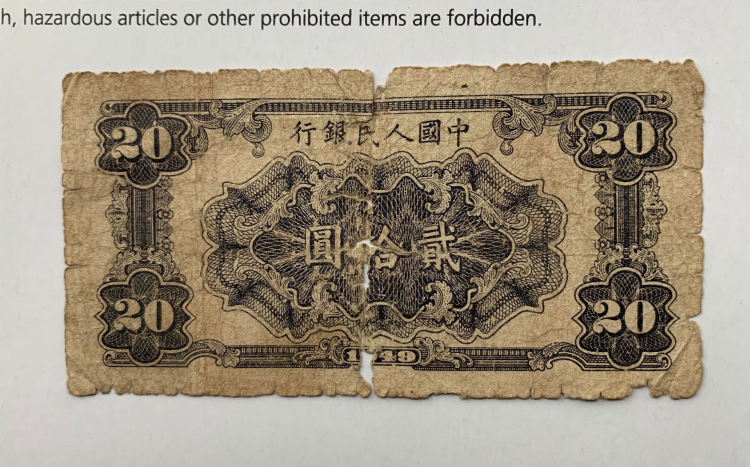 h, hazardous articles or other prohibited items are forbidden.
中國人民銀行
20
20
貳拾圓
20
20
1949